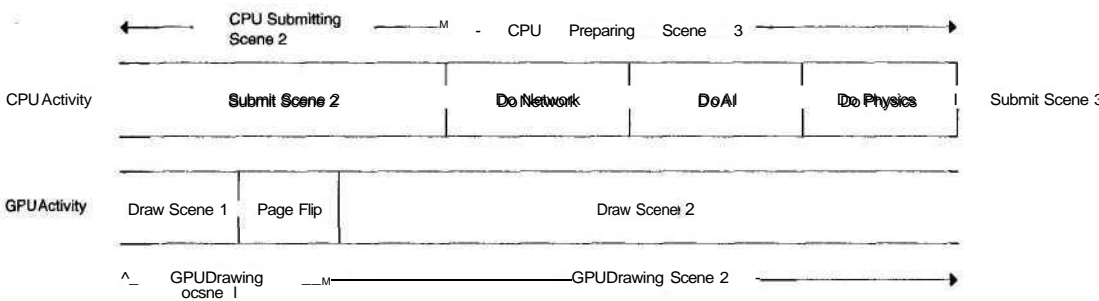 CPU Submitting
Scene 2
M - CPU Preparing Scene 3
CPU Activity Submit Scene 2 Do Network Do AI Do Physics Submit Scene 3
GPU Activity Draw Scene 1 Page Flip Draw Scene 2
GPUDrawing M GPUDrawing Scene 2
ocsne l